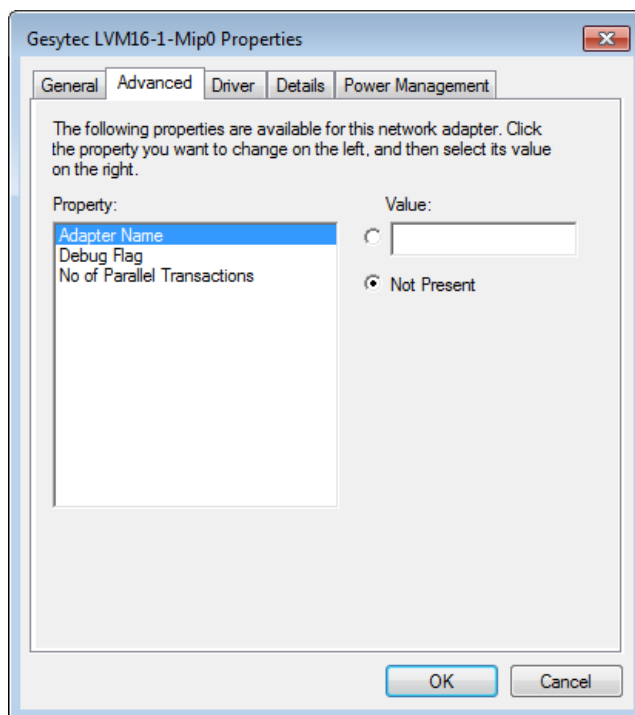 Gesytec LVM16-1-Mip0 Properties
General Advanced Driver Details Power Management
The following properties are available for this network adapter. Click
the property you want to change on the left, and then select its value
on the right.
Property: Value:
Adapter Name
Debug Flag
No of Parallel Transactions
Not Present
OK Cancel